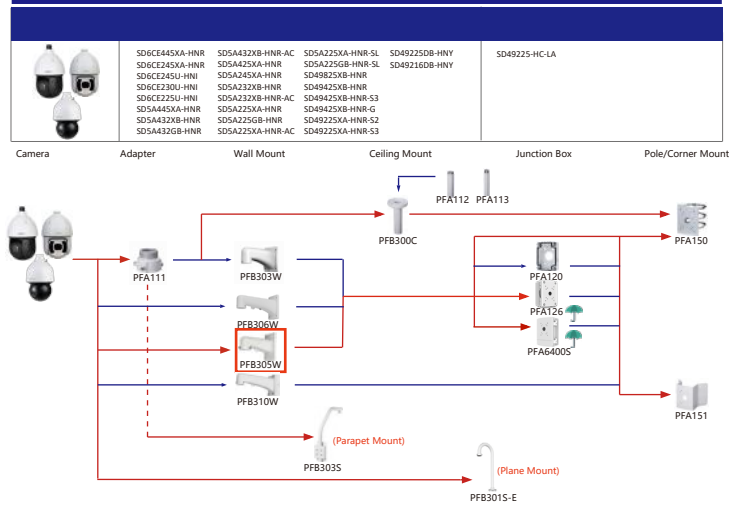 SD6CE445XA-HNR SD5A432XB-HNR-AC SD5A225XA-HNR-SL SD49225DB-HNY SD49225-HC-LA
SD6CE245XA-HNR SD5A425XA-HNR SD5A225GB-HNR-SL SD49216DB-HNY
SD6CE245U-HNI SD5A245XA-HNR SD49825XB-HNR
SD6CE230U-HNI SD5A232XB-HNR SD49425XB-HNR
SD6CE225U-HNI SD5A232XB-HNR-AC SD49425XB-HNR-S3
SD5A445XA-HNR SD5A225XA-HNR SD49425XB-HNR-G
SD5A432XB-HNR SD5A225GB-HNR SD49225XA-HNR-S2
SD5A432GB-HNR SD5A225XA-HNR-AC SD49225XA-HNR-S3
Camera Adapter Wall Mount Ceiling Mount Junction Box Pole/Corner Mount
PFA112 PFA113
PFB300C PFA150
PFA111 PFB303W PFA120
PFB306W PFA126
PFB305W PFA6400S
PFB310W PFA151
(Parapet Mount)
PFB303S
(Plane Mount)
PFB301S-E